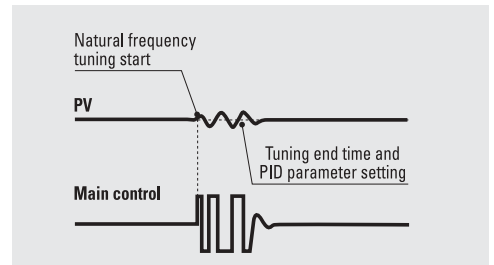 Natural frequency
tuning start
PV
Tuning end time and
PID parameter setting
Main control